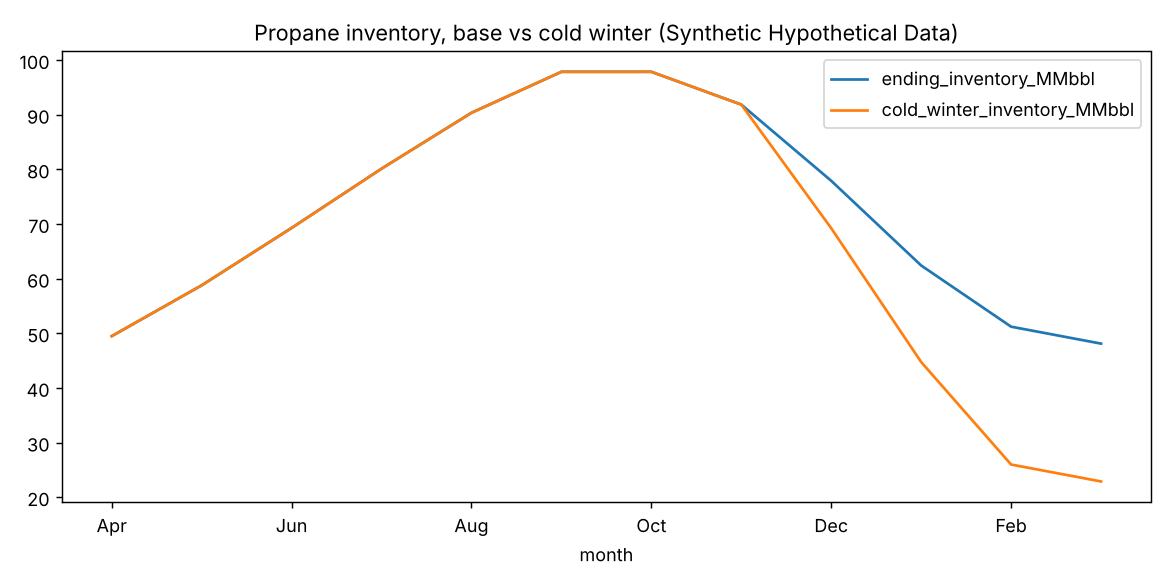 Propane inventory, base vs cold winter (Synthetic Hypothetical Data)
ending_inventory_MMbbl
cold_winter_inventory_MMbbl
100
90
80
70
60
50
40
30
20
Apr Jun Aug Oct Dec Feb
month